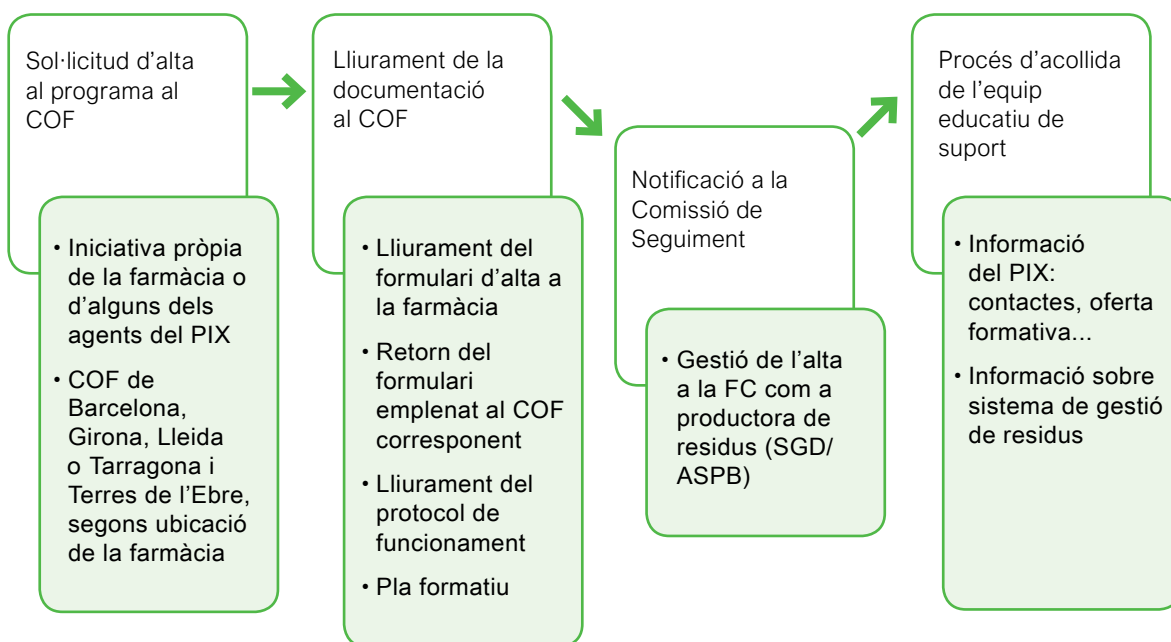 Sol·licitud d’alta
al programa al
COF
• Iniciativa pròpia
de la farmàcia o
d’alguns dels
agents del PIX
• COF de
Barcelona,
Girona, Lleida
o Tarragona i
Terres de l’Ebre,
segons ubicació
de la farmàcia
Lliurament de la
documentació
al COF
• Lliurament del
formulari d’alta a
la farmàcia
• Retorn del
formulari
emplenat al COF
corresponent
• Lliurament del
protocol de
funcionament
• Pla formatiu
Notificació a la
Comissió de
Seguiment
• Gestió de l’alta
a la FC com a
productora de
residus (SGD/
ASPB)
Procés d’acollida
de l’equip
educatiu de
suport
• Informació
del PIX:
contactes, oferta
formativa...
• Informació sobre
sistema de gestió
de residus